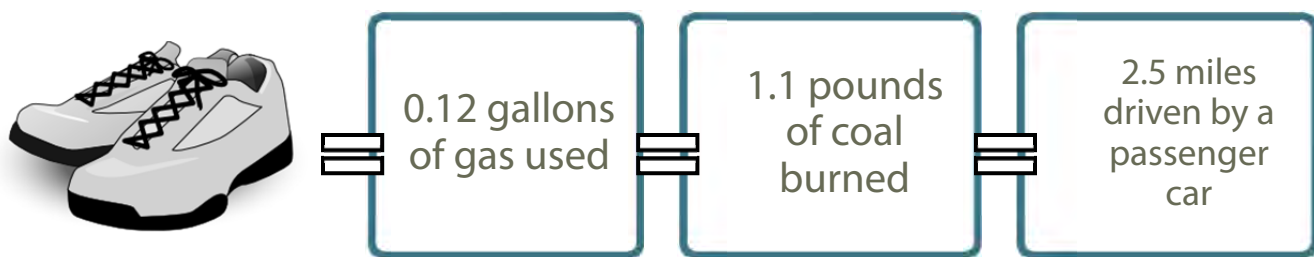 0.12 gallons
of gas used
1.1 pounds
of coal
burned
2.5 miles
driven by a
passenger
car